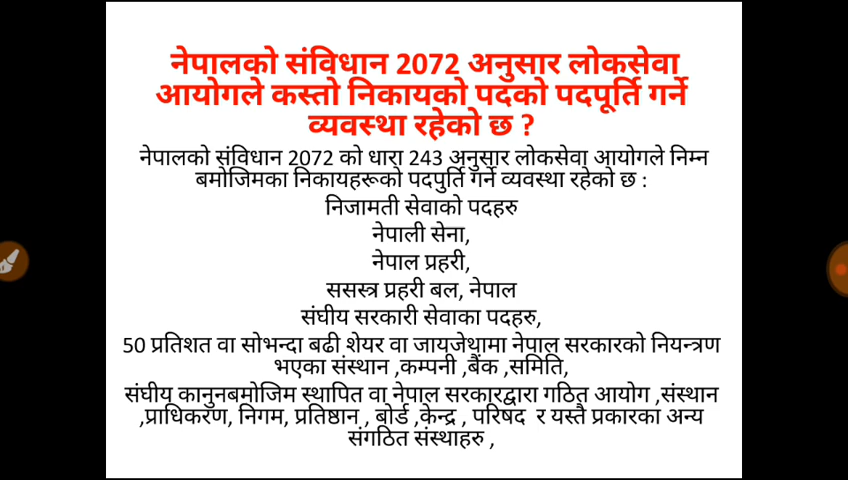 नेपालको संविधान 2072 अनुसार लोकसेवा
आयोगले कस्तो निकायको पदको पदपूर्ति गर्ने
व्यवस्था रहेको छ ?
नेपालको संविधान 2072 को धारा 243 अनुसार लोकसेवा आयोगले निम्न
बमोजिमका निकायहरूको पदपुर्ति गर्ने व्यवस्था रहेको छ :
निजामती सेवाको पदहरु
नेपाली सेना,
नेपाल प्रहरी,
ससस्त्र प्रहरी बल, नेपाल
संघीय सरकारी सेवाका पदहरु,
50 प्रतिशत वा सोभन्दा बढी शेयर वा जायजेथामा नेपाल सरकारको नियन्त्रण
भएका संस्थान ,कम्पनी ,बैंक ,समिति,
संघीय कानुनबमोजिम स्थापित वा नेपाल सरकारद्वारा गठित आयोग ,संस्थान
,प्राधिकरण, निगम, प्रतिष्ठान , बोर्ड ,केन्द्र , परिषद र यस्तै प्रकारका अन्य
संगठित संस्थाहरु ,